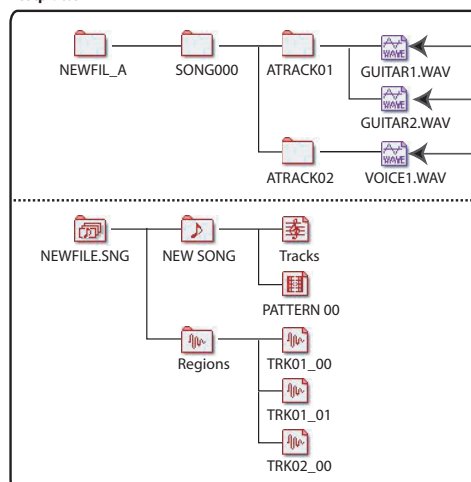 NEWFIL_A SONG000 ATRACK01 GUITAR1.WAV
GUITAR2.WAV
ATRACK02 VOICE1.WAV
NEWFILE.SNG NEW SONG Tracks
PATTERN 00
Regions TRK01_00
TRK01_01
TRK02_00